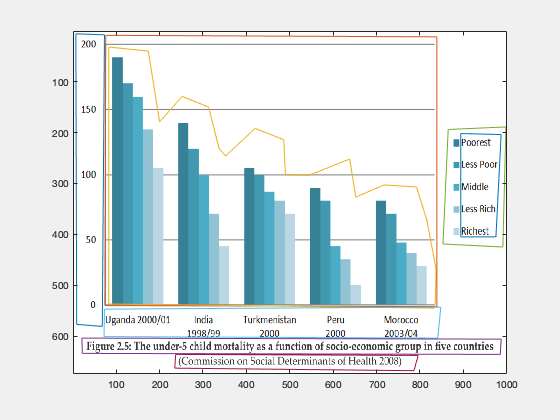 200
150
100
50
0
100
200
300
400
500
600
Poorest
Less Poor
Middle
Less Rich
Richest
Uganda 2000/01 India Turkmenistan Peru Morocco
1998/99 2000 2000 2003/04
Figure 2.5: The under-5 child mortality as a function of socio-economic group in five countries
(Commission on Social Determinants of Health 2008)
100 200 300 400 500 600 700 800 900 1000